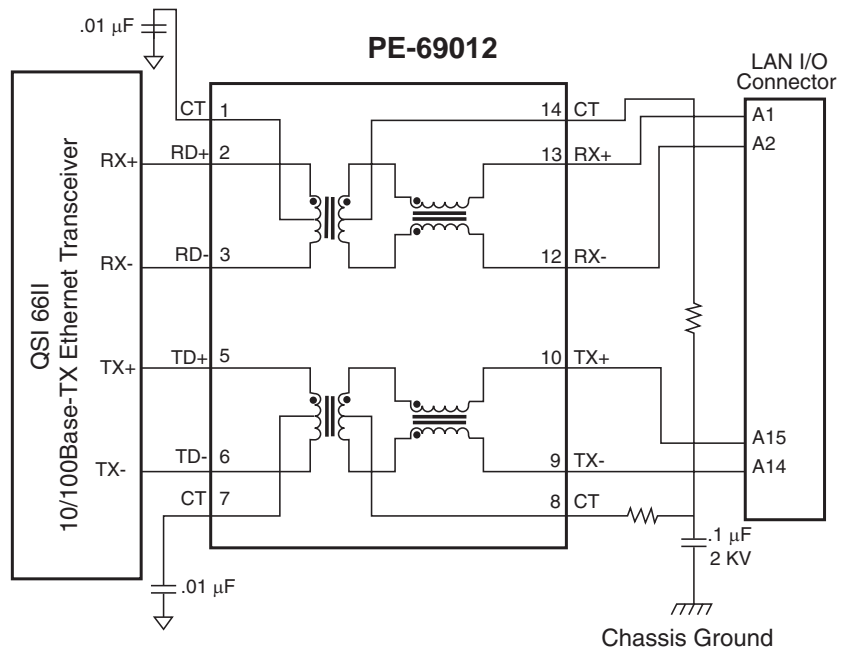 .01 μF
PE-69012
LAN I/O
Connector
CT 1
14 CT
A1
A2
RX+
RD+ 2
13 RX+
RX-
RD- 3
12 RX-
QSI 66II
10/100Base-TX Ethernet Transceiver
TX+
TD+ 5
10 TX+
A15
TX-
TD- 6
9 TX-
A14
CT 7
8 CT
.1 μF
2 KV
.01 μF
Chassis Ground